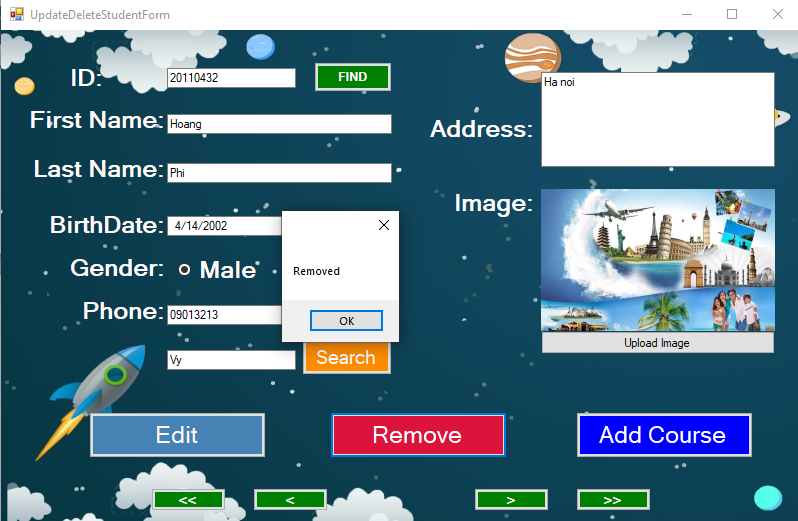 UpdateDeleteStudentForm
ID:
20110432
FIND
First Name:
Hoang
Last Name:
Phi
BirthDate:
4/14/2002
Gender:
Male
Phone:
09013213
Vy
Search
Address:
Ha noi
Image:
Upload Image
Removed
OK
Edit
Remove
Add Course
<<
<
>
>>